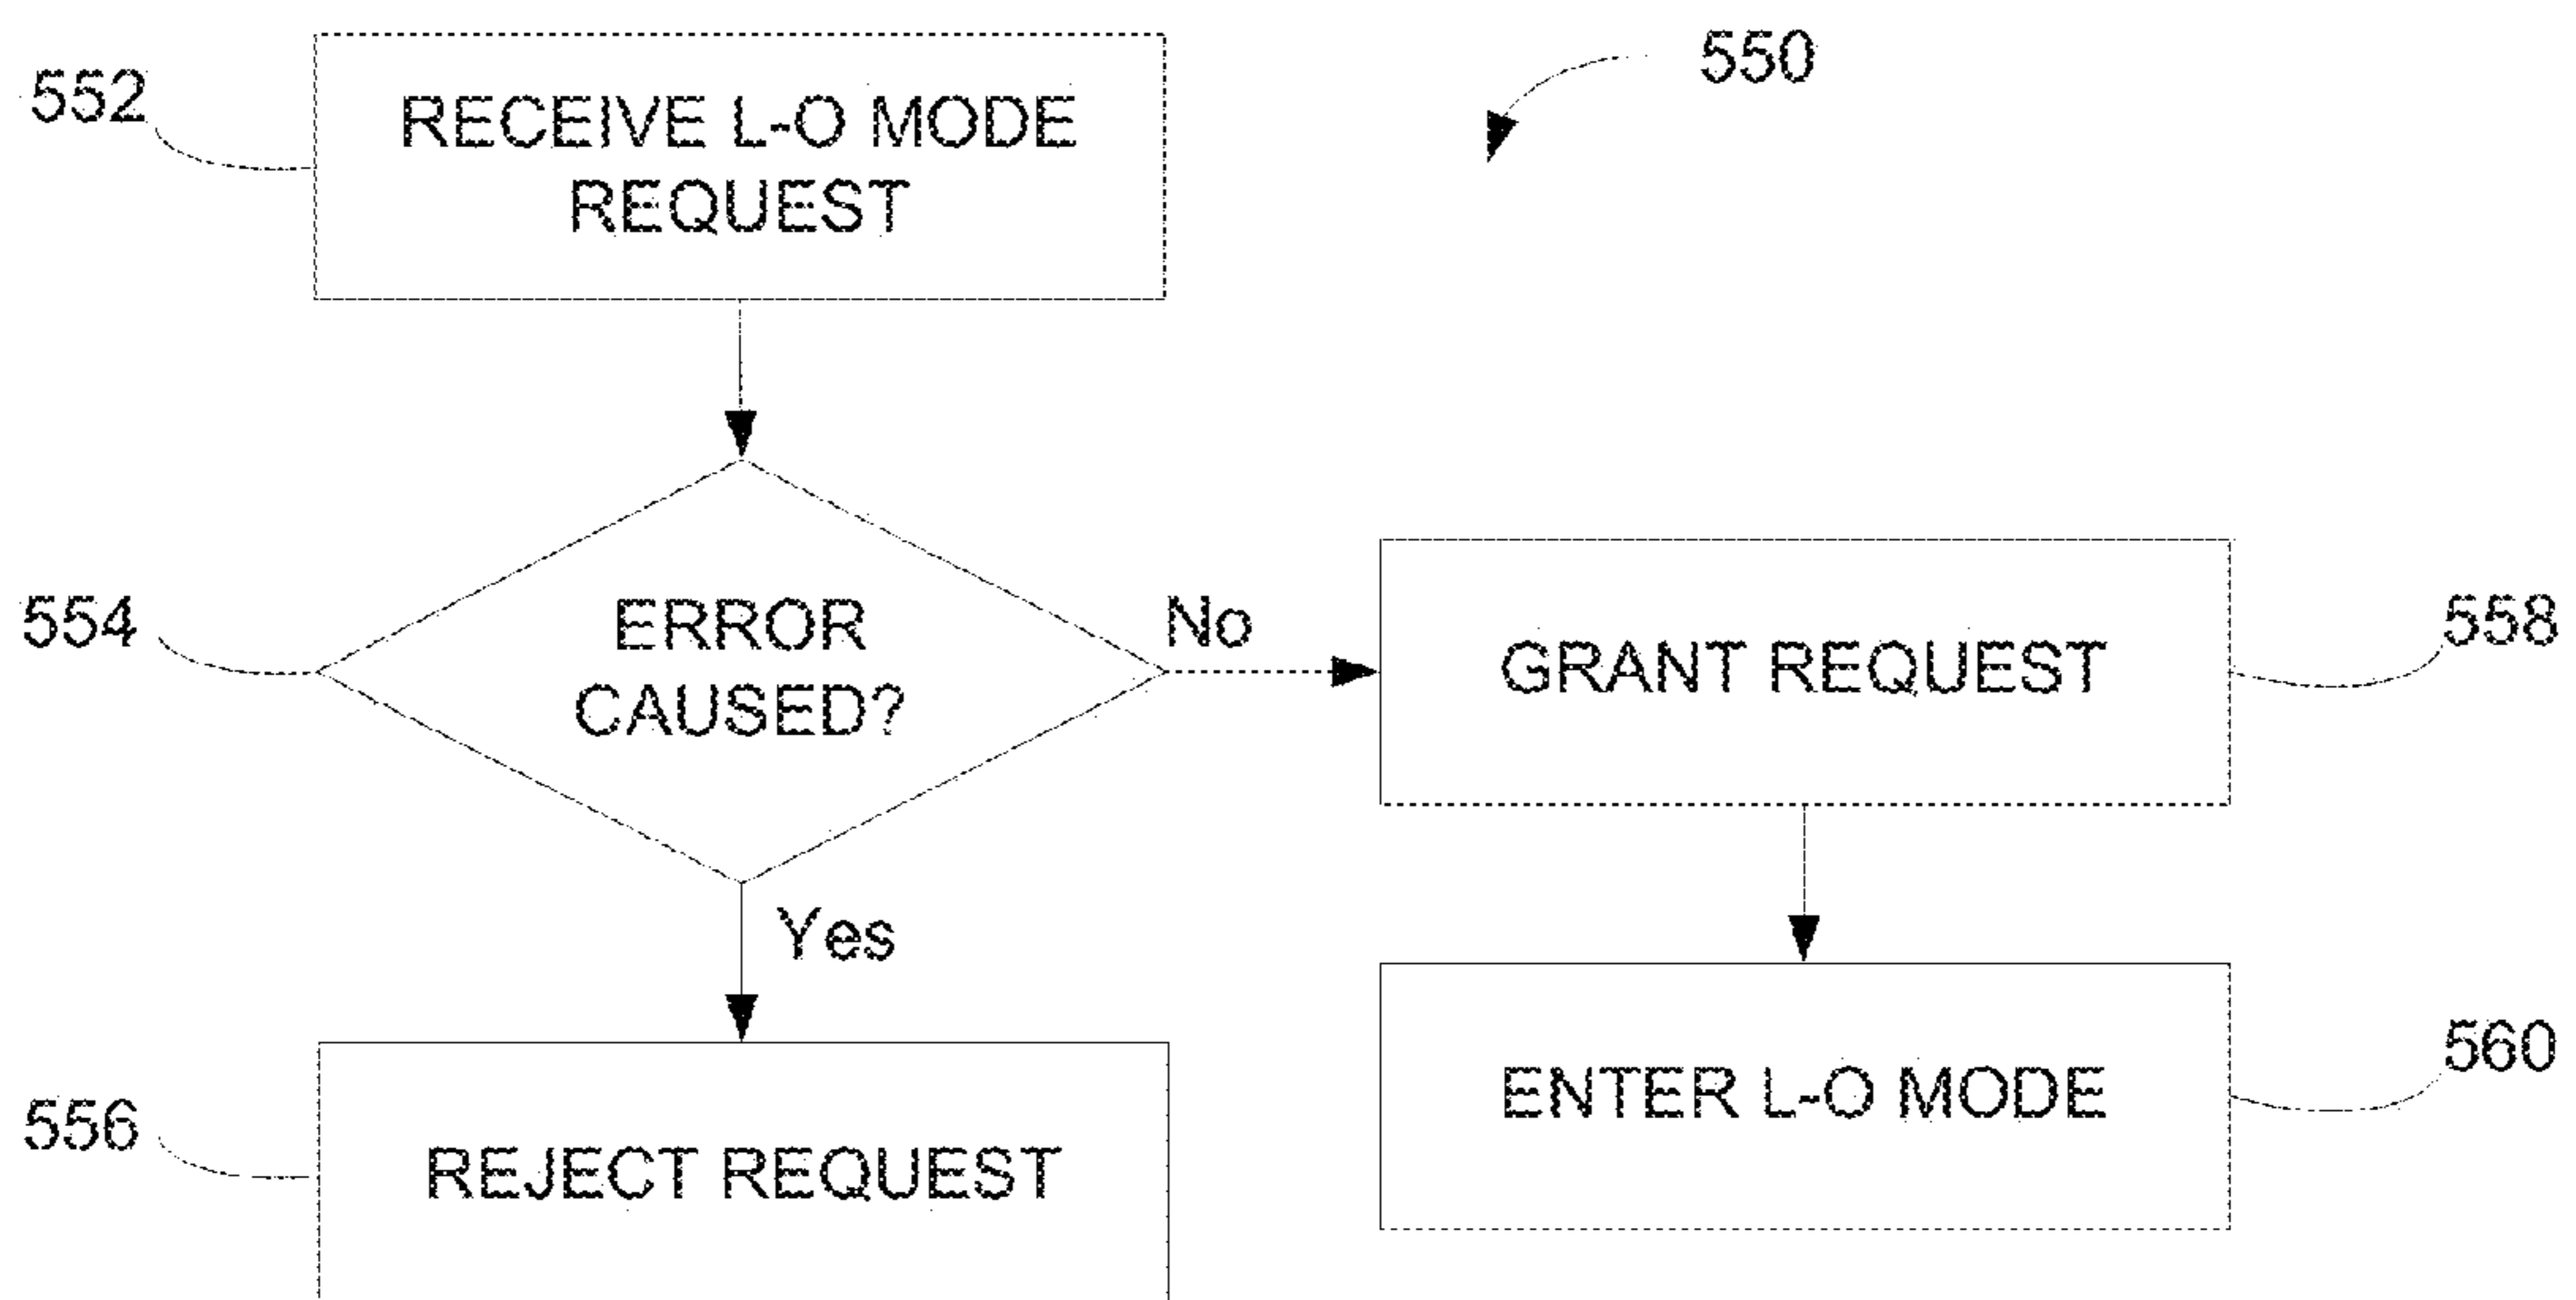 550
552
RECEIVE L-O MODE
REQUEST
554
ERROR
CAUSED?
No
GRANT REQUEST
558
Yes
556
REJECT REQUEST
ENTER L-O MODE
560